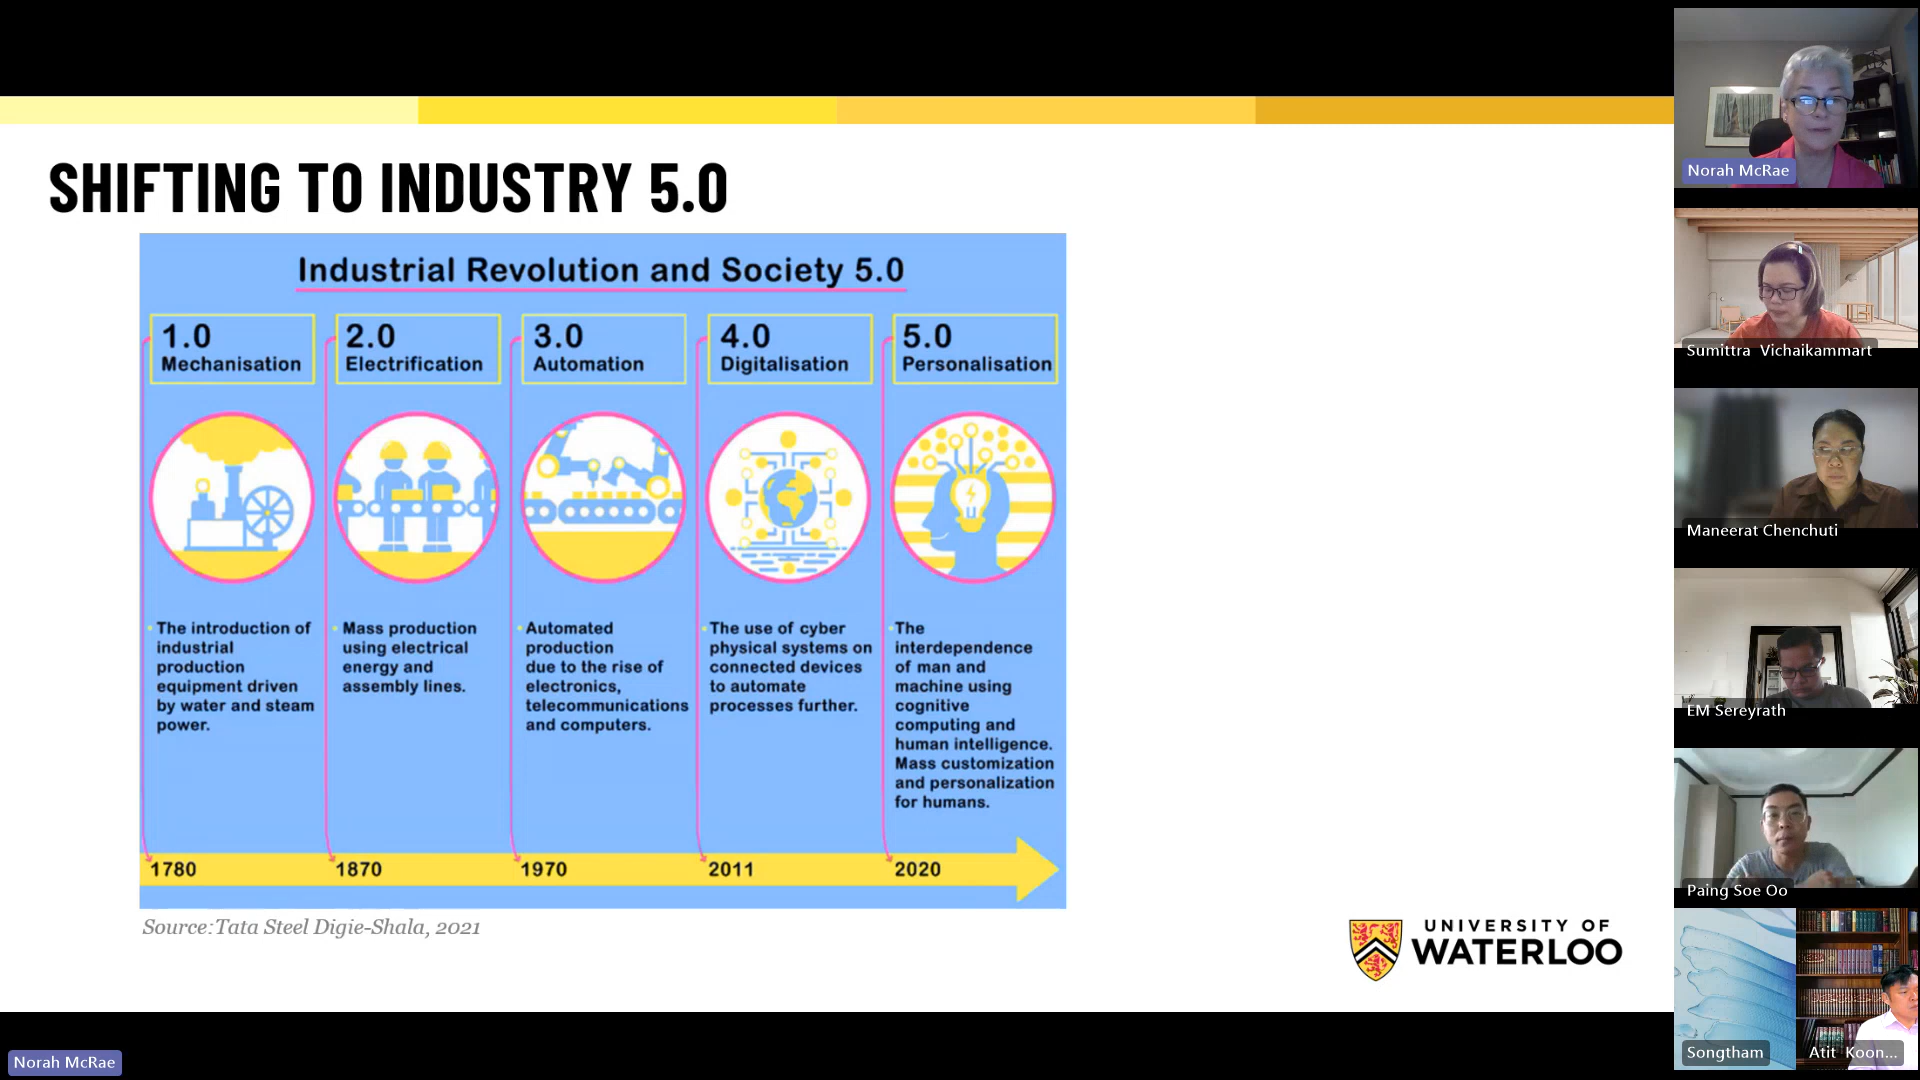 SHIFTING TO INDUSTRY 5.0
Industrial Revolution and Society 5.0
1.0
Mechanisation
2.0
Electrification
3.0
Automation
4.0
Digitalisation
5.0
Personalisation
The introduction of
industrial
production
equipment driven
by water and steam
power.
Mass production
using electrical
energy and
assembly lines.
Automated
production
due to the rise of
electronics,
telecommunications
and computers.
The use of cyber
physical systems on
connected devices
to automate
processes further.
The
interdependence
of man and
machine using
cognitive
computing and
human intelligence.
Mass customization
and personalization
for humans.
1780
1870
1970
2011
2020
Source:Tata Steel Digie-Shala, 2021
UNIVERSITY OF
WATERLOO
Norah McRae
Norah McRae
Sumittra Vichaikammart
Maneerat Chenchuti
EM Sereyrath
Paing Soe Oo
Songtham
Atit Koon...